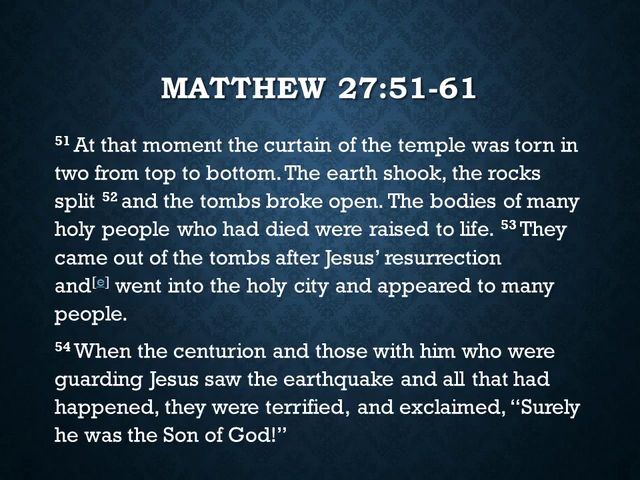 MATTHEW 27:51-61
51 At that moment the curtain of the temple was torn in
two from top to bottom. The earth shook, the rocks
split 52 and the tombs broke open. The bodies of many
holy people who had died were raised to life. 53 They
came out of the tombs after Jesus’ resurrection
and[e] went into the holy city and appeared to many
people.
54 When the centurion and those with him who were
guarding Jesus saw the earthquake and all that had
happened, they were terrified, and exclaimed, “Surely
he was the Son of God!”